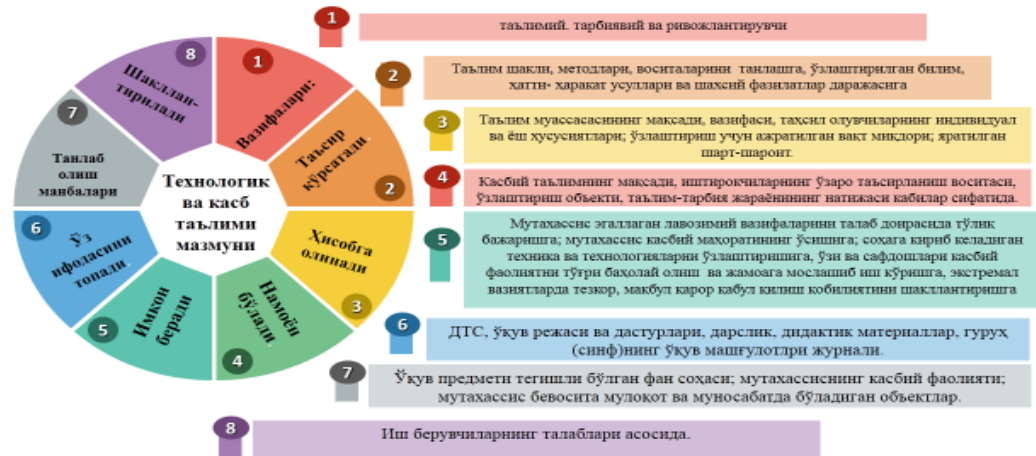 1
Вазифалари:
2
Таъсир
кўрсатади.
2
Ҳисобга
олинади
3
Намоён
бўлади.
4
Имкон
беради
5
Ўз
ифодасини
топади.
6
Танлаб
олиш
манбалари
7
Шакллан-
тирилади
8
Технологик
ва касб
таълими
мазмуни
1
таълимий. тарбиявий ва ривожлантирувчи
Таълим шакли, методлари, воситаларини танлашга, ўзлаштирилган билим,
хатти- ҳаракат усуллари ва шахсий фазилатлар даражасига
3
Таълим муассасасининг мақсади, вазифаси, таҳсил олувчиларнинг индивидуал
ва ёш хусусиятлари; ўзлаштириш учун ажратилган вақт миқдори; яратилган
шарт-шароит.
4
Касбий таълимнинг мақсади, иштирокчиларнинг ўзаро таъсирланиш воситаси,
ўзлаштириш объекти, таълим-тарбия жараёнининг натижаси кабилар сифатида.
5
Мутахассис эгаллаган лавозимий вазифаларини талаб доирасида тўлиқ
бажаришга; мутахассис касбий маҳоратининг ўсишига; соҳага кириб келадиган
техника ва технологияларни ўзлаштиришига, ўзи ва сафдошлари касбий
фаолиятни тўғри баҳолай олиш ва жамоага мослашиб иш кўришга, экстремал
вазиятларда тезкор, мақбул қарор қабул қилиш қобилиятини шакллантиришга
6
ДТС, ўқув режаси ва дастурлари, дарслик, дидактик материаллар, гуруҳ
(синф)нинг ўқув машғулотлри журнали.
7
Ўқув предмети тегишли бўлган фан соҳаси; мутахассиснинг касбий фаолияти;
мутахассис бевосита мулоқот ва муносабатда бўладиган объектлар.
8
Иш берувчиларнинг талаблари асосида.